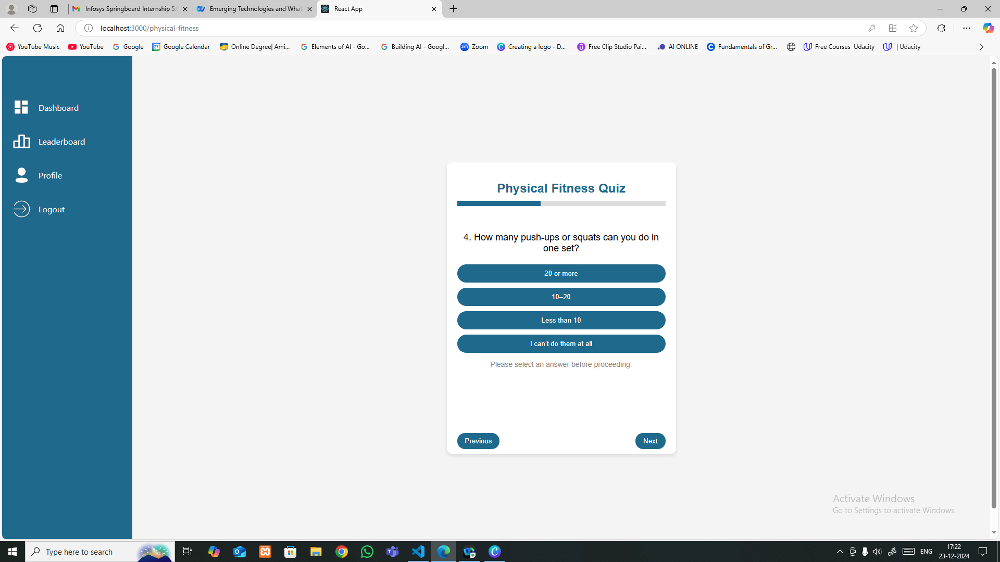 Infosys Springboard Internship 5.
Emerging Technologies and What
React App
localhost:3000/physical-fitness
YouTube Music
YouTube
Google
Google Calendar
Online Degree| Ami...
Elements of AI - Go...
Building AI - Googl...
Zoom
Creating a logo - D...
Free Clip Studio Pai...
AI ONLINE
Fundamentals of Gr...
Free Courses Udacity
| Udacity
Dashboard
Leaderboard
Profile
Logout
Physical Fitness Quiz
4. How many push-ups or squats can you do in
one set?
20 or more
10–20
Less than 10
I can’t do them at all
Please select an answer before proceeding.
Previous
Next
Activate Windows
Go to Settings to activate Windows.
Type here to search
ENG
17:22
23-12-2024